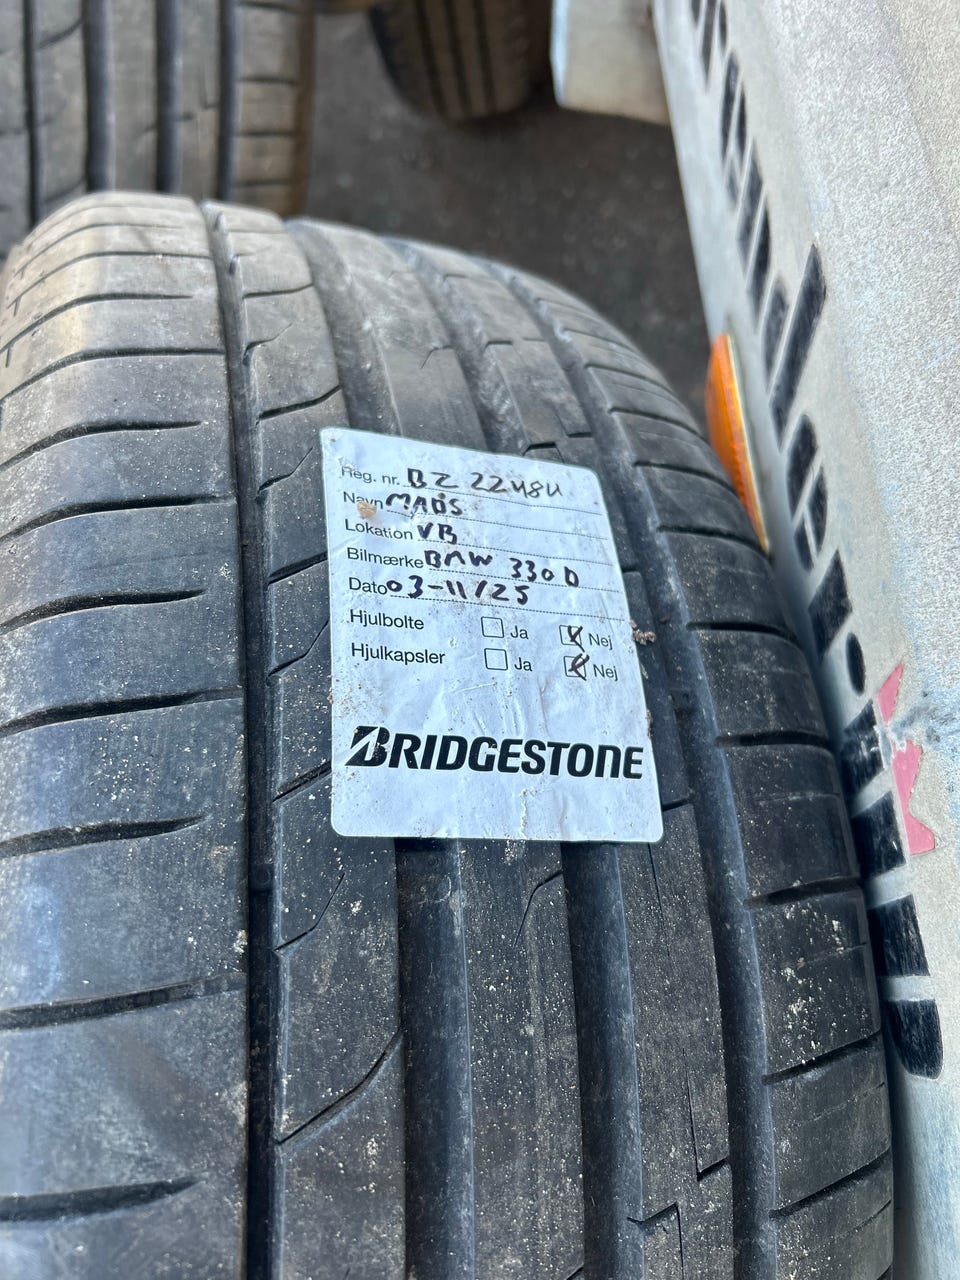 Reg. nr. BZ 22484
Navn MADS
Lokation VB
Bilmærke BMW 330D
Dato 03-11/25
Hjulbolte Ja Nej
Hjulkapsler Ja Nej
BRIDGESTONE